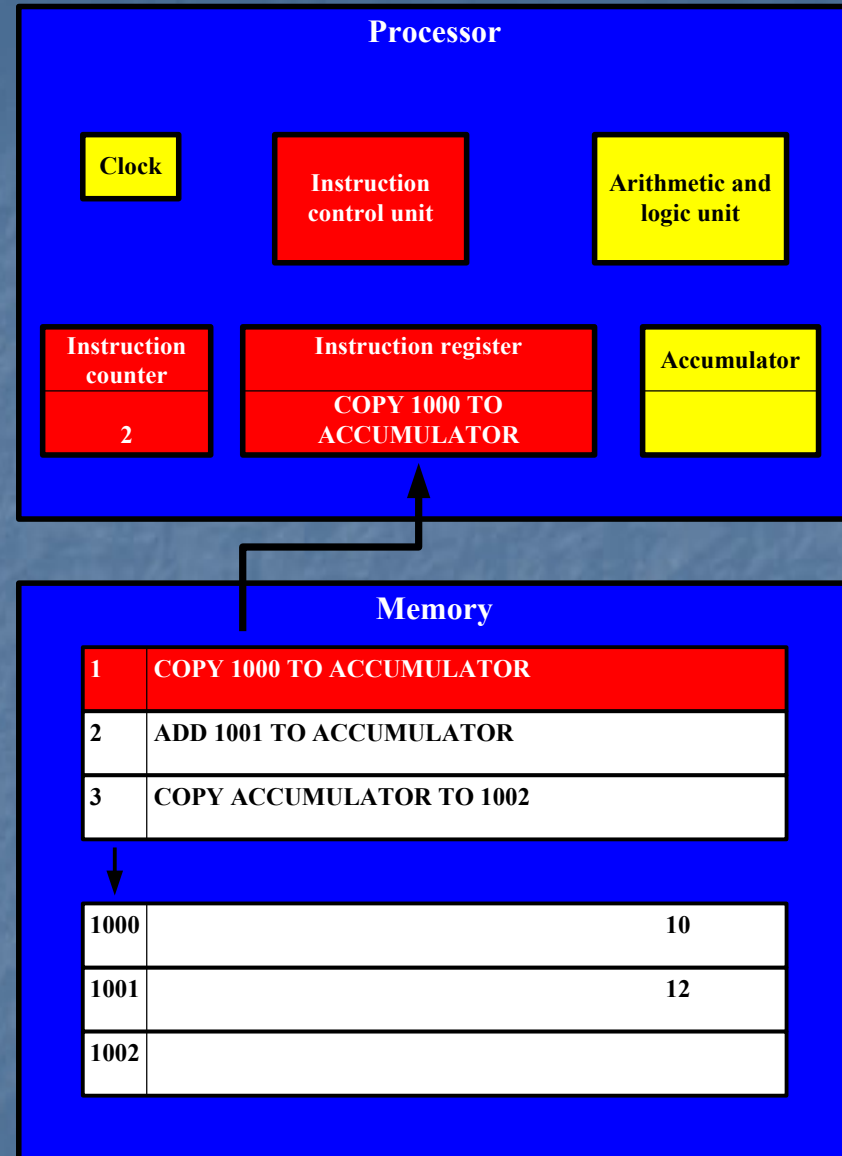 Processor
Clock
Instruction
control unit
Arithmetic and
logic unit
Instruction
counter
2
Instruction register
COPY 1000 TO
ACCUMULATOR
Accumulator
Memory
1 COPY 1000 TO ACCUMULATOR
2 ADD 1001 TO ACCUMULATOR
3 COPY ACCUMULATOR TO 1002
1000 10
1001 12
1002